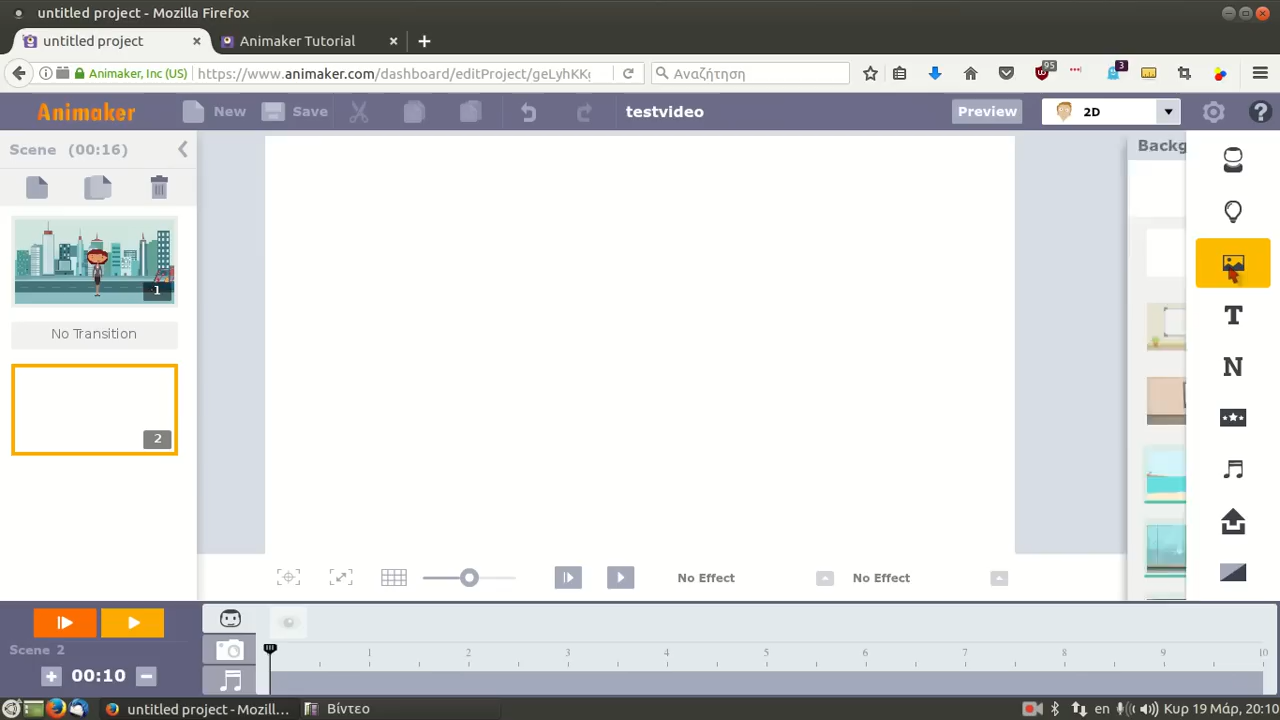 untitled project - Mozilla Firefox
untitled project
Animaker Tutorial
Animaker, Inc (US)
https://www.animaker.com/dashboard/editProject/geLyhKKg
Αναζήτηση
95
3
Animaker
New
Save
testvideo
Preview
2D
Scene (00:16)
Backg
1
No Transition
2
T
N
No Effect
No Effect
Scene 2
00:10
1 2 3 4 5 6 7 8 9 10
untitled project - Mozill...
Βίντεο
en
Κυρ 19 Μάρ, 20:10